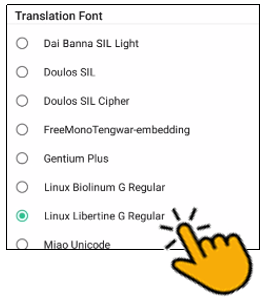 Translation Font
Dai Banna SIL Light
Doulos SIL
Doulos SIL Cipher
FreeMonoTengwar-embedding
Gentium Plus
Linux Biolinum G Regular
Linux Libertine G Regular
Miao Unicode